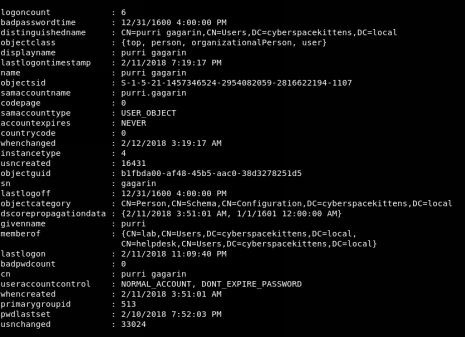 logoncount : 6
badpasswordtime : 12/31/1600 4:00:00 PM
distinguishedname : CN=purri gagarin,CN=Users,DC=cyberspacekittens,DC=local
objectclass : {top, person, organizationalPerson, user}
displayname : purri gagarin
lastlogontimestamp : 2/11/2018 7:19:17 PM
name : purri gagarin
objectsid : S-1-5-21-1457346524-2954082059-2816622194-1107
samaccountname : purri.gagarin
codepage : 0
samaccounttype : USER_OBJECT
accountexpires : NEVER
countrycode : 0
whenchanged : 2/12/2018 3:19:17 AM
instancetype : 4
usncreated : 16431
objectguid : b1fbda00-af48-45b5-aac0-38d3278251d5
sn : gagarin
lastlogoff : 12/31/1600 4:00:00 PM
objectcategory : CN=Person,CN=Schema,CN=Configuration,DC=cyberspacekittens,DC=local
dscorepropagationdata : {2/11/2018 3:51:01 AM, 1/1/1601 12:00:00 AM}
givenname : purri
memberof : {CN=lab,CN=Users,DC=cyberspacekittens,DC=local,
CN=helpdesk,CN=Users,DC=cyberspacekittens,DC=local}
lastlogon : 2/11/2018 11:09:40 PM
badpwdcount : 0
cn : purri gagarin
useraccountcontrol : NORMAL_ACCOUNT, DONT_EXPIRE_PASSWORD
whencreated : 2/11/2018 3:51:01 AM
primarygroupid : 513
pwdlastset : 2/10/2018 7:52:03 PM
usnchanged : 33024